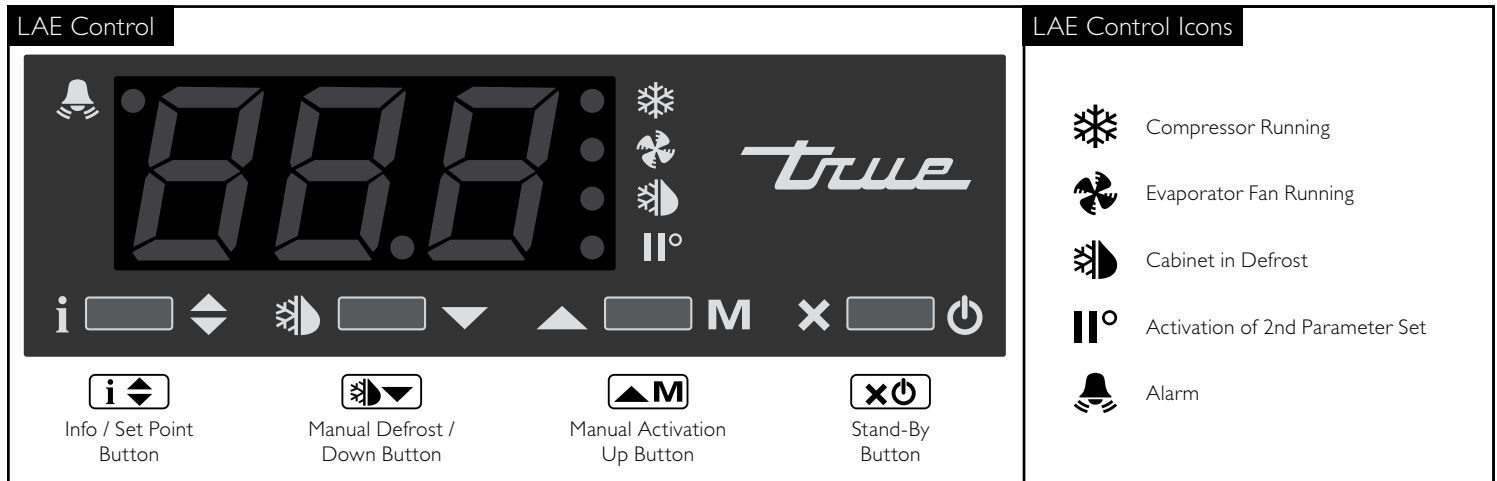 LAE Control
true
i
M
i
M
Info / Set Point
Button
Manual Defrost /
Down Button
Manual Activation
Up Button
Stand-By
Button
LAE Control Icons
Compressor Running
Evaporator Fan Running
Cabinet in Defrost
II° Activation of 2nd Parameter Set
Alarm